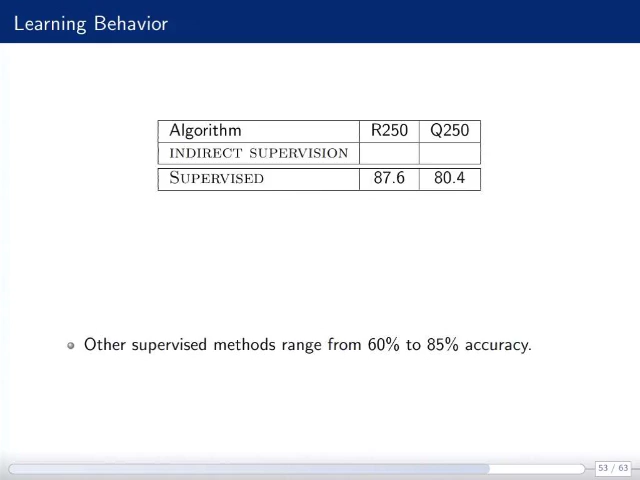 Learning Behavior
Algorithm R250 Q250
INDIRECT SUPERVISION
SUPERVISED 87.6 80.4
Other supervised methods range from 60% to 85% accuracy.
53 / 63